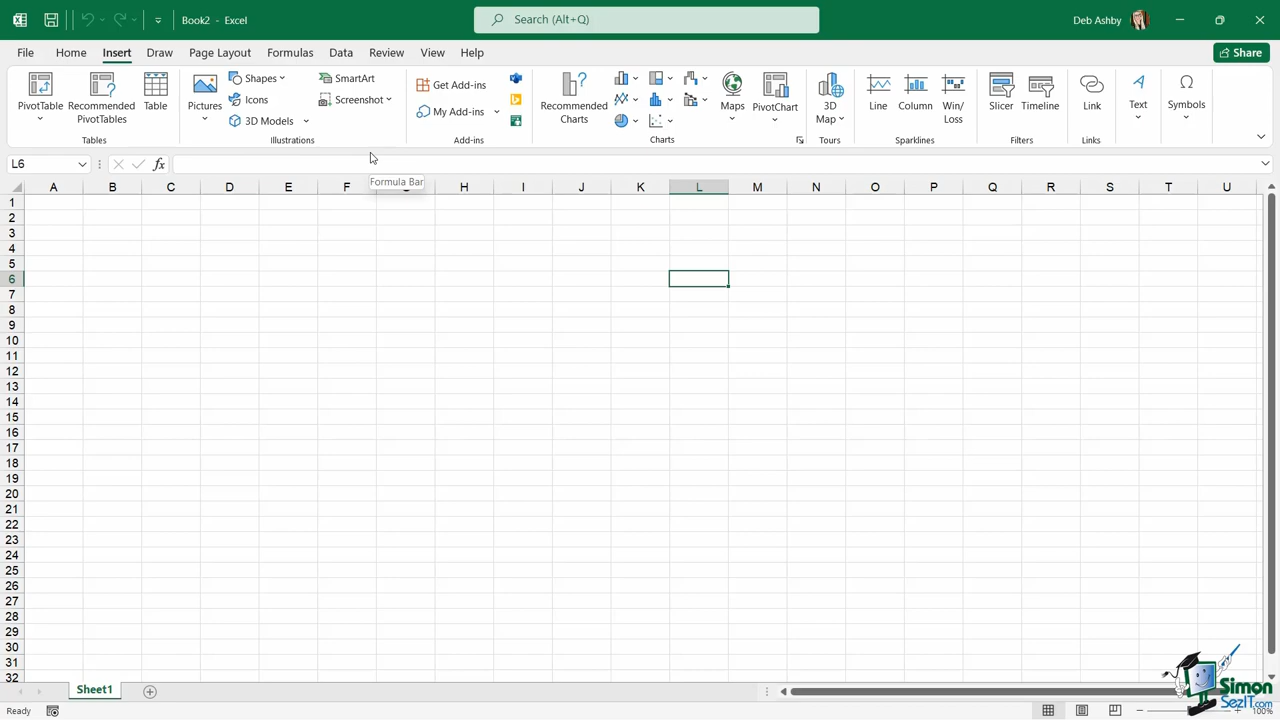 Book2 - Excel
Search (Alt+Q)
Deb Ashby
File Home Insert Draw Page Layout Formulas Data Review View Help
Share
PivotTable
Recommended
PivotTables
Table
Tables
Pictures
Shapes
Icons
3D Models
SmartArt
Screenshot
Illustrations
Get Add-ins
My Add-ins
Add-ins
Recommended
Charts
Maps
PivotChart
Charts
3D
Map
Tours
Line
Column
Win/
Loss
Sparklines
Slicer
Timeline
Filters
Link
Links
Text
Symbols
L6
fx
Formula Bar
A B C D E F G H I J K L M N O P Q R S T U
1
2
3
4
5
6
7
8
9
10
11
12
13
14
15
16
17
18
19
20
21
22
23
24
25
26
27
28
29
30
31
32
Sheet1
Ready
100%
Simon
SezIT.com